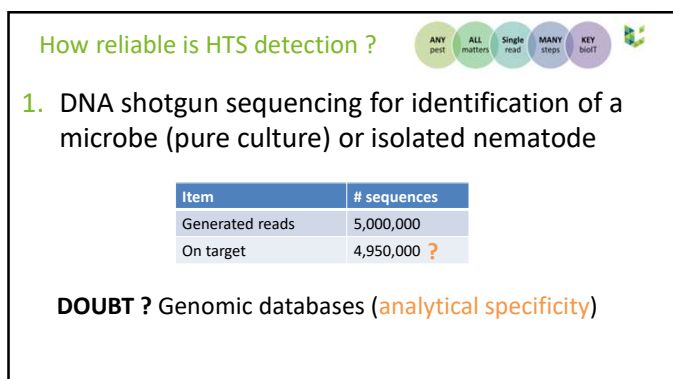 How reliable is HTS detection ?
ANY pest
ALL matters
Single read
MANY steps
KEY bioIT
1. DNA shotgun sequencing for identification of a
microbe (pure culture) or isolated nematode
Item # sequences
Generated reads 5,000,000
On target 4,950,000 ?
DOUBT ? Genomic databases (analytical specificity)